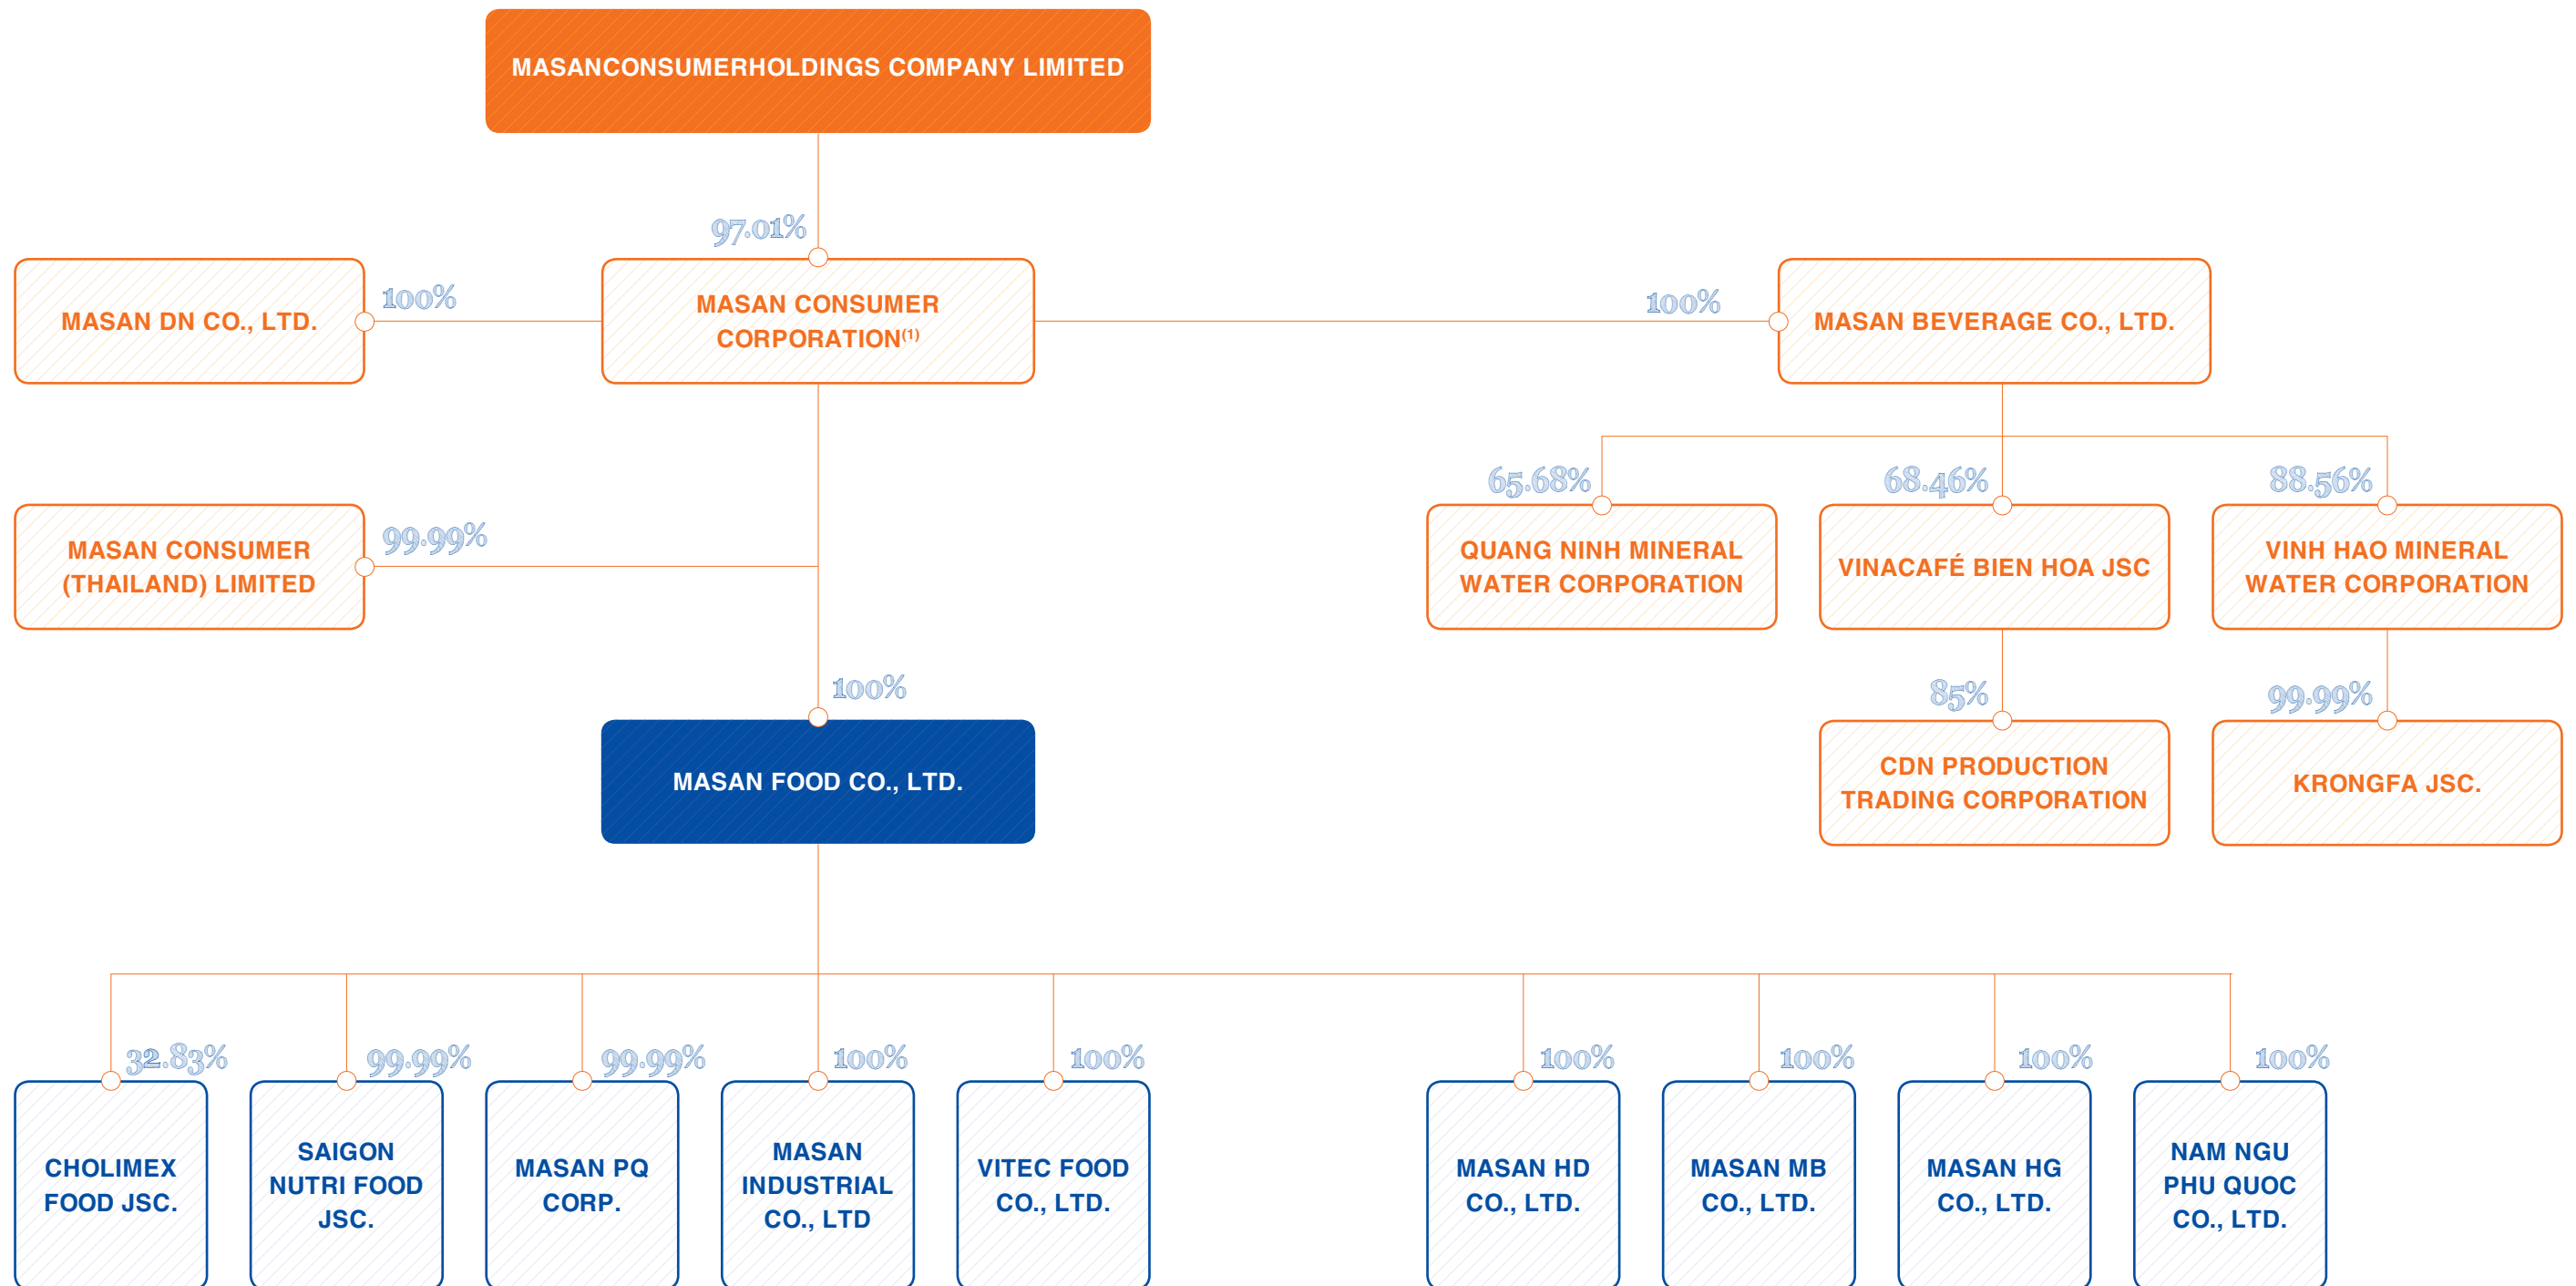 MASANCONSUMERHOLDINGS COMPANY LIMITED
97.01%
MASAN DN CO., LTD.
100%
MASAN CONSUMER
CORPORATION(1)
100%
MASAN BEVERAGE CO., LTD.
MASAN CONSUMER
(THAILAND) LIMITED
99.99%
65.68%
QUANG NINH MINERAL
WATER CORPORATION
68.46%
VINACAFÉ BIEN HOA JSC
88.56%
VINH HAO MINERAL
WATER CORPORATION
100%
MASAN FOOD CO., LTD.
85%
CDN PRODUCTION
TRADING CORPORATION
99.99%
KRONGFA JSC.
32.83%
CHOLIMEX
FOOD JSC.
99.99%
SAIGON
NUTRI FOOD
JSC.
99.99%
MASAN PQ
CORP.
100%
MASAN
INDUSTRIAL
CO., LTD
100%
VITEC FOOD
CO., LTD.
100%
MASAN HD
CO., LTD.
100%
MASAN MB
CO., LTD.
100%
MASAN HG
CO., LTD.
100%
NAM NGU
PHU QUOC
CO., LTD.